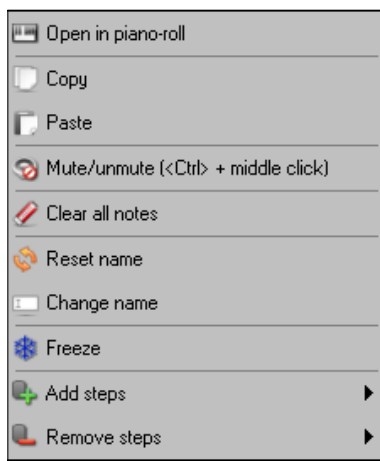 Open in piano-roll
Copy
Paste
Mute/unmute (<Ctrl> + middle click)
Clear all notes
Reset name
Change name
Freeze
Add steps
Remove steps